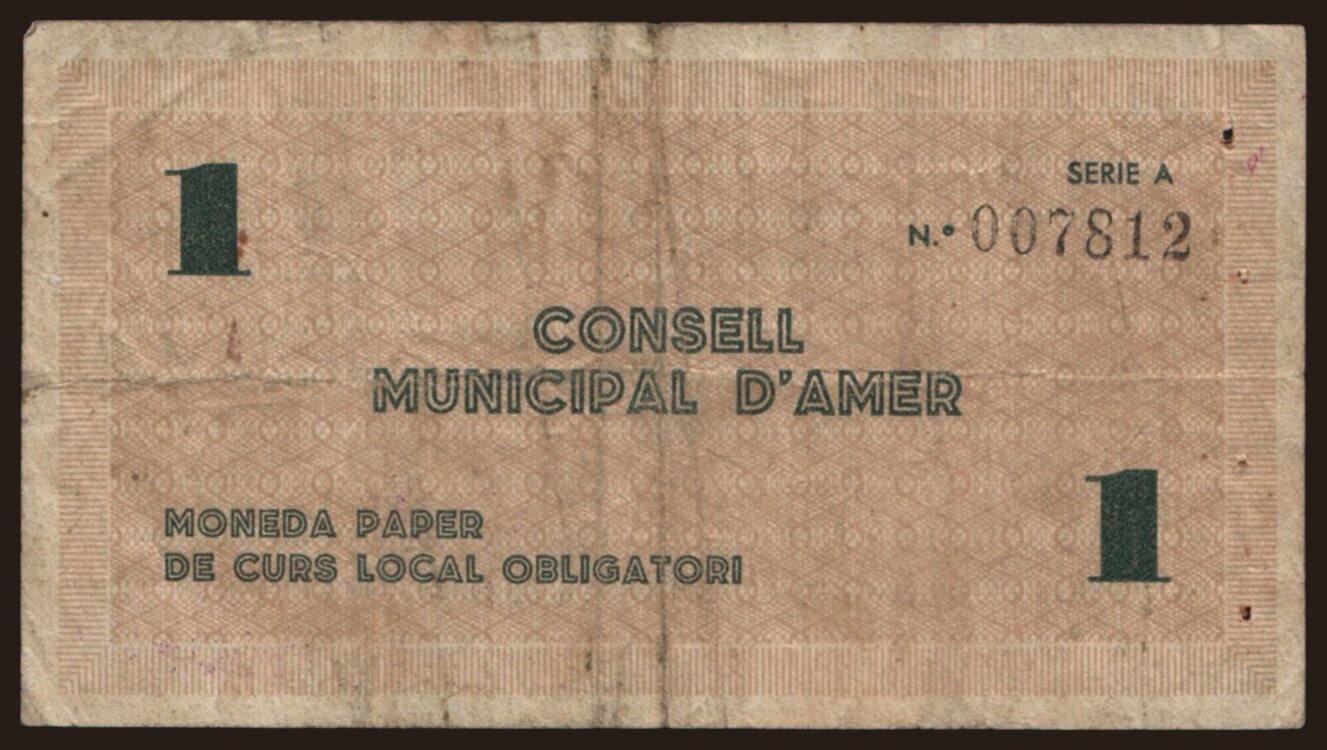 1
SERIE A
N.º 007812
CONSELL
MUNICIPAL D'AMER
MONEDA PAPER
DE CURS LOCAL OBLIGATORI
1